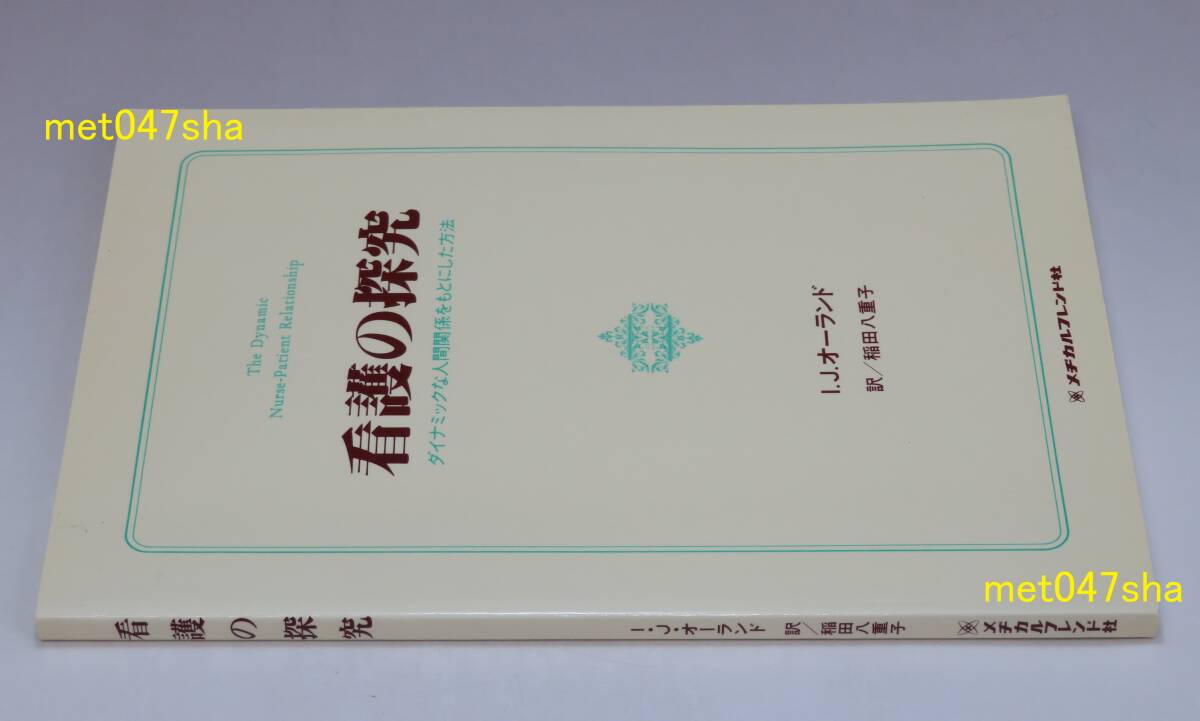 met047sha
The Dynamic
Nurse-Patient Relationship
看護の探究
ダイナミックな人間関係をもとにした方法
I.J.オーランド
訳／稲田八重子
メヂカルフレンド社
看護の探究
I・J・オーランド 訳／稲田八重子
メヂカルフレンド社
met047sha